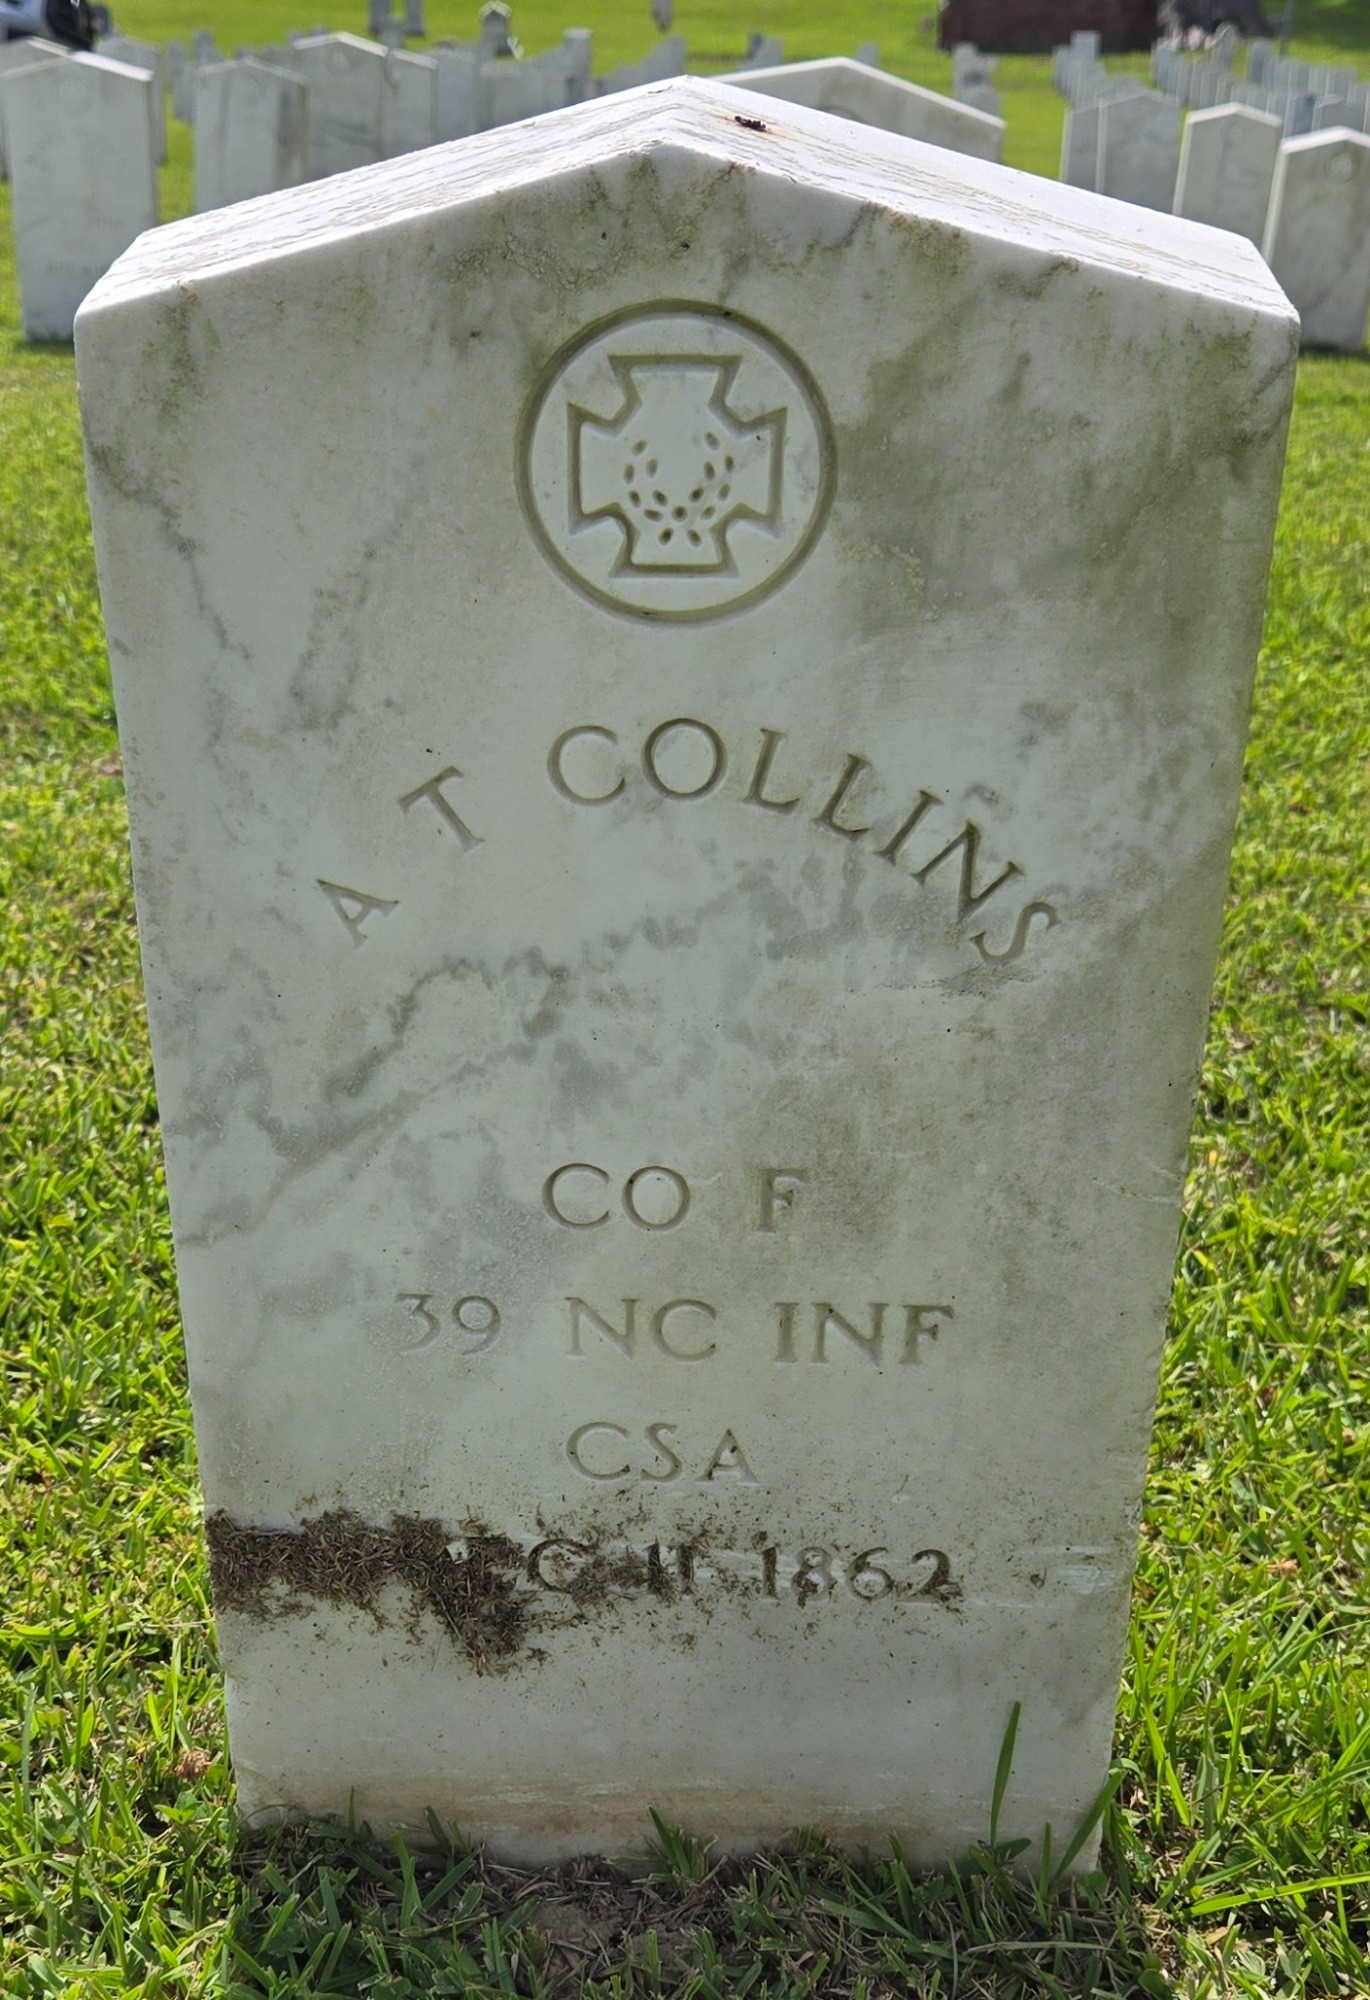 A T COLLINS
CO F
39 NC INF
CSA
1862